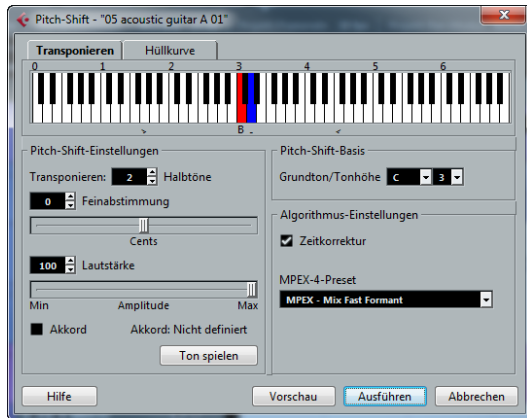 Pitch-Shift - "05 acoustic guitar A 01"
Transponieren Hüllkurve
0 1 2 3 4 5 6
B
Pitch-Shift-Einstellungen
Transponieren: 2 Halbtöne
0 Feinabstimmung
Cents
100 Lautstärke
Min Amplitude Max
Akkord Akkord: Nicht definiert
Ton spielen
Pitch-Shift-Basis
Grundton/Tonhöhe C 3
Algorithmus-Einstellungen
Zeitkorrektur
MPEX-4-Preset
MPEX - Mix Fast Formant
Hilfe Vorschau Ausführen Abbrechen